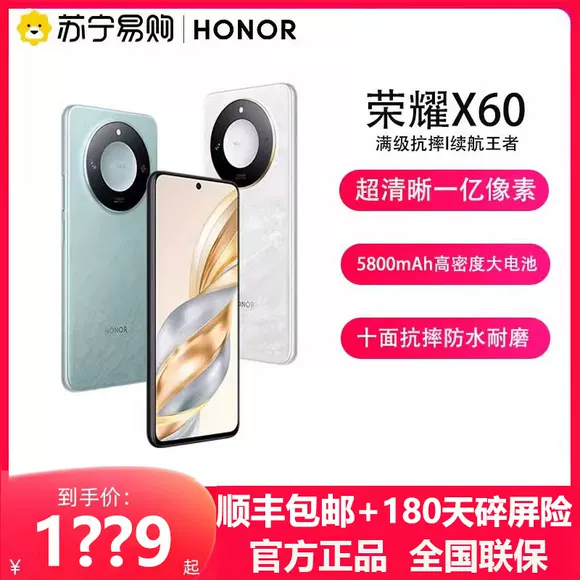 苏宁易购 | HONOR
荣耀X60
满级抗摔|续航王者
超清晰一亿像素
5800mAh高密度大电池
十面抗摔防水耐磨
HONOR
到手价:
¥1??9起
顺丰包邮+180天碎屏险
官方正品 全国联保